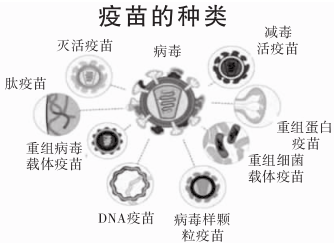 疫苗的种类
灭活疫苗
病毒
减毒
活疫苗
肽疫苗
重组蛋白
疫苗
重组病毒
载体疫苗
重组细菌
载体疫苗
DNA疫苗
病毒样颗
粒疫苗